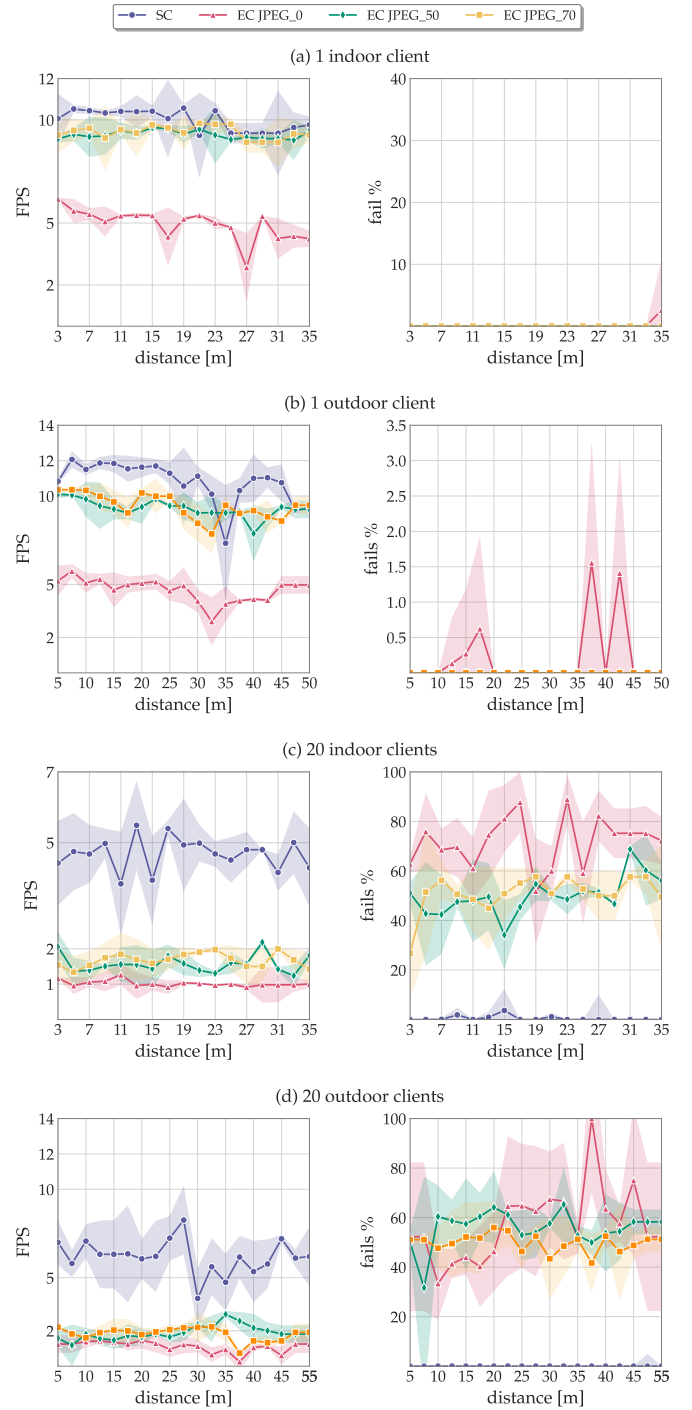 SC EC JPEG_0 EC JPEG_50 EC JPEG_70
(a) 1 indoor client
12
10
5
2
FPS
3 7 11 15 19 23 27 31 35
distance [m]
40
30
20
10
fail %
3 7 11 15 19 23 27 31 35
distance [m]
(b) 1 outdoor client
14
12
10
5
2
FPS
5 10 15 20 25 30 35 40 45 50
distance [m]
3.5
3.0
2.5
2.0
1.5
1.0
0.5
fails %
5 10 15 20 25 30 35 40 45 50
distance [m]
(c) 20 indoor clients
7
5
2
1
FPS
3 7 11 15 19 23 27 31 35
distance [m]
100
80
60
40
20
fails %
3 7 11 15 19 23 27 31 35
distance [m]
(d) 20 outdoor clients
14
10
5
2
FPS
5 10 15 20 25 30 35 40 45 55
distance [m]
100
80
60
40
20
fails %
5 10 15 20 25 30 35 40 45 55
distance [m]